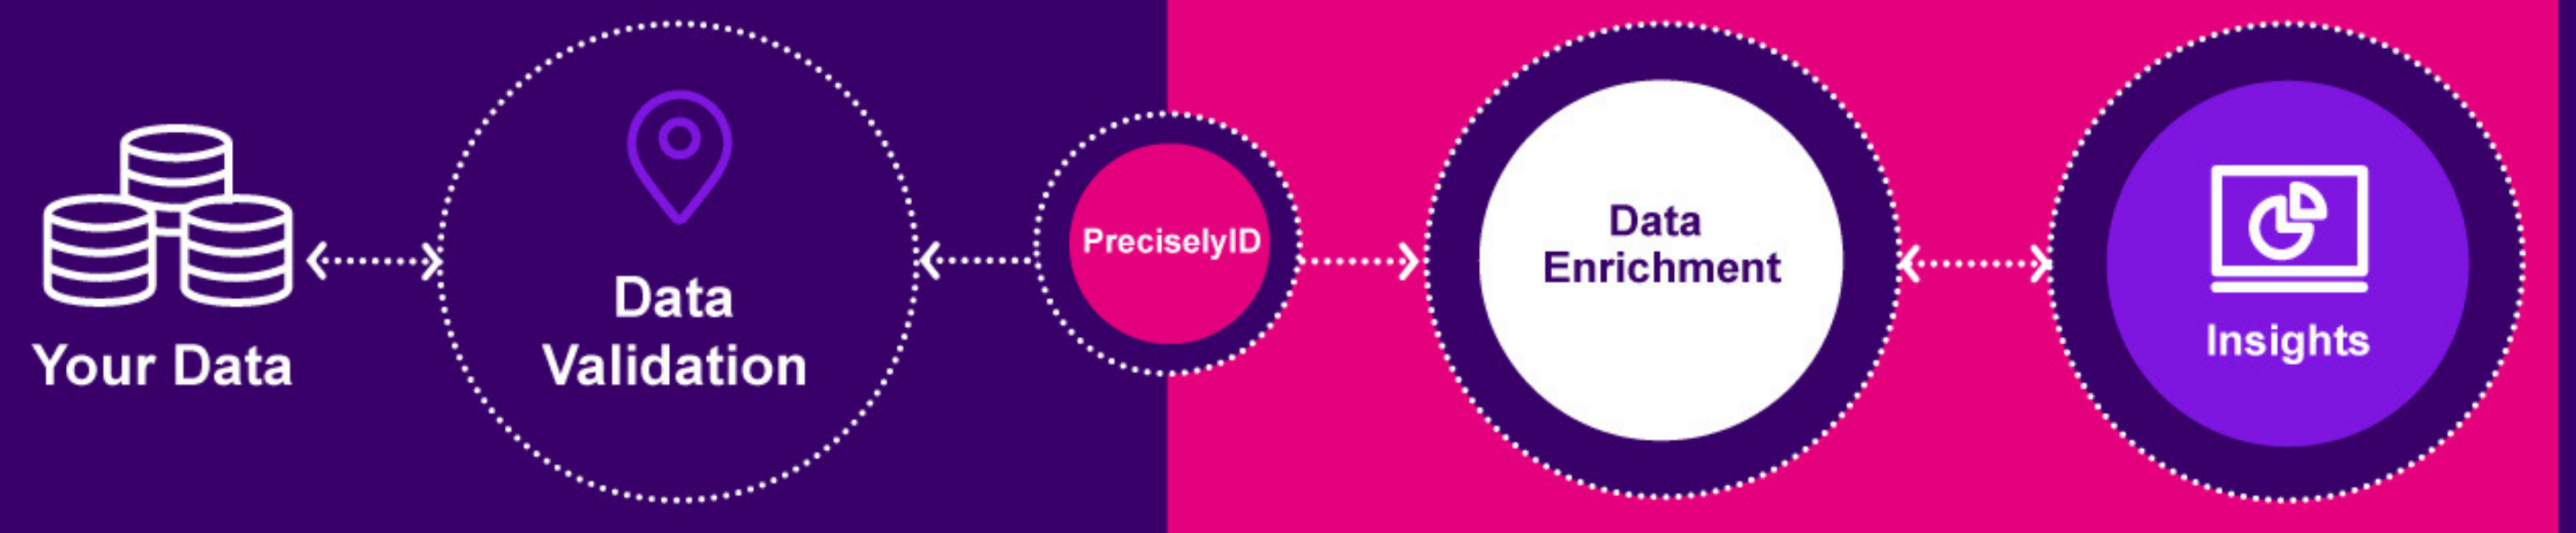 Your Data
Data
Validation
PreciselyID
Data
Enrichment
Insights